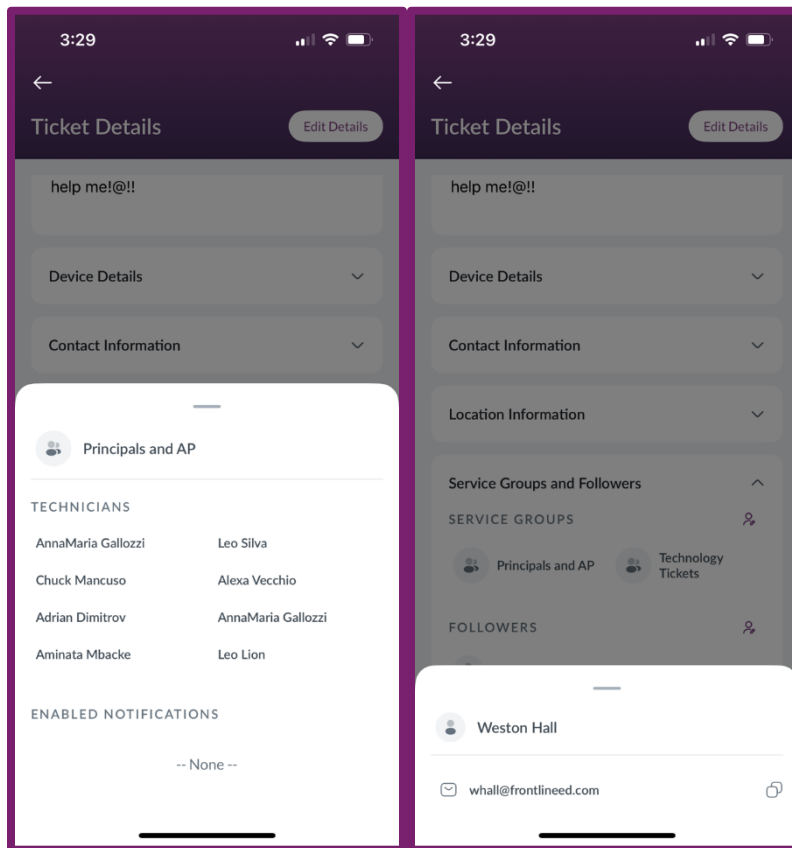 3:29
Ticket Details
Edit Details
help me!@!!
Device Details
Contact Information
Principals and AP
TECHNICIANS
AnnaMaria Gallozzi Leo Silva
Chuck Mancuso Alexa Vecchio
Adrian Dimitrov AnnaMaria Gallozzi
Aminata Mbacke Leo Lion
ENABLED NOTIFICATIONS
-- None --
3:29
Ticket Details
Edit Details
help me!@!!
Device Details
Contact Information
Location Information
Service Groups and Followers
SERVICE GROUPS
Principals and AP
Technology
Tickets
FOLLOWERS
Weston Hall
whall@frontlineed.com